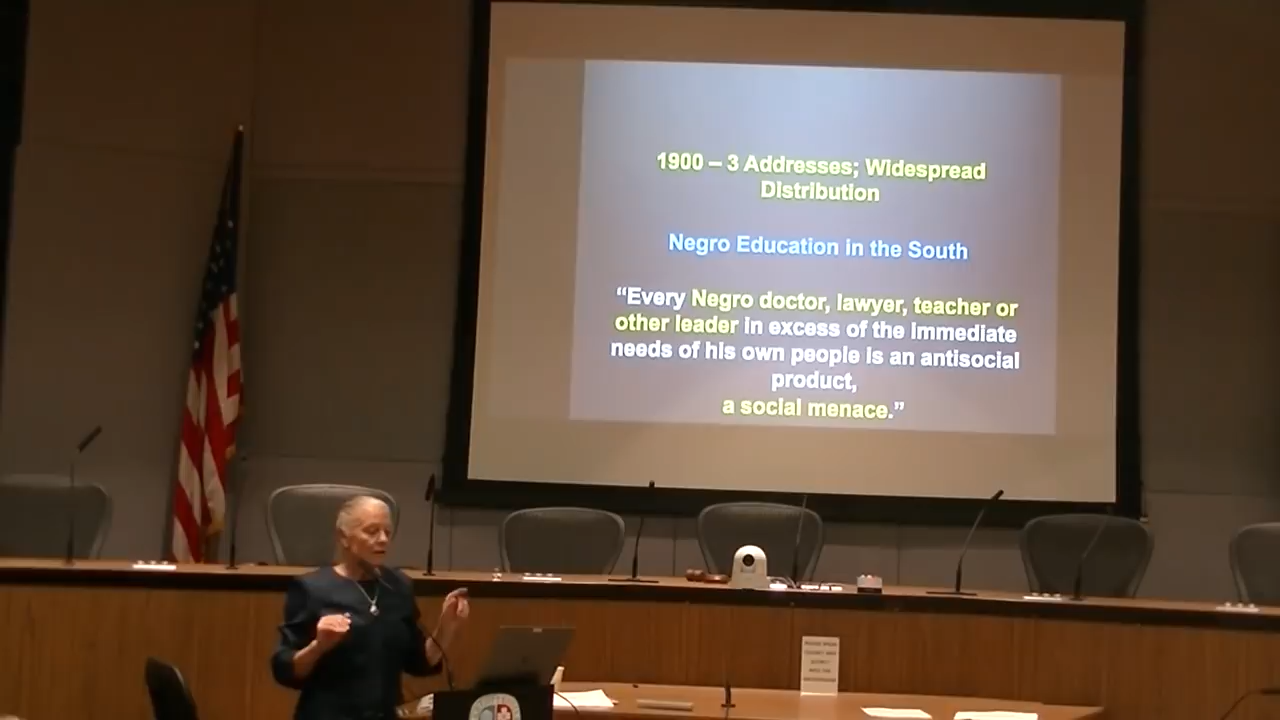 1900 – 3 Addresses; Widespread
Distribution
Negro Education in the South
“Every Negro doctor, lawyer, teacher or
other leader in excess of the immediate
needs of his own people is an antisocial
product,
a social menace.”